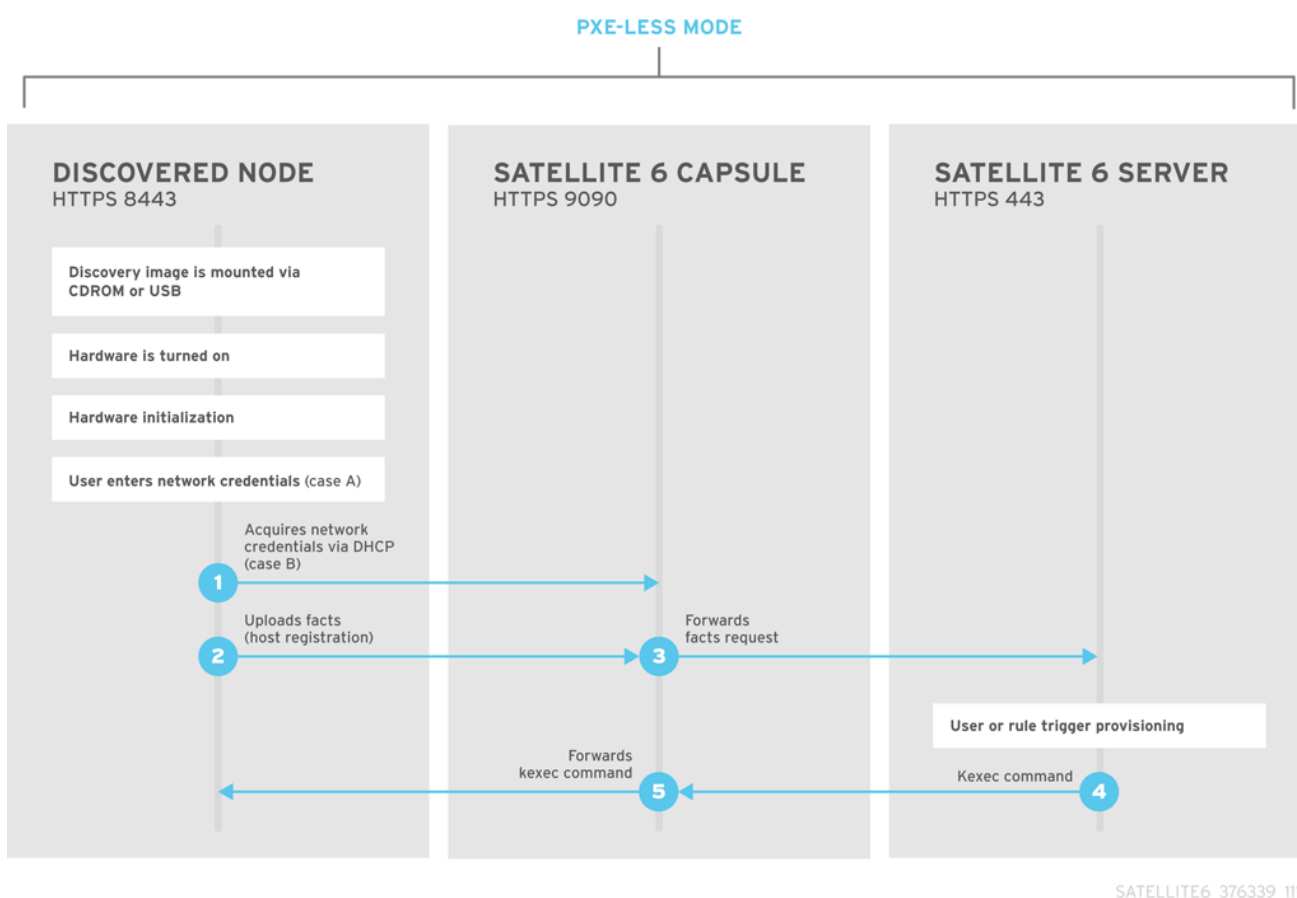 PXE-LESS MODE
DISCOVERED NODE
HTTPS 8443
Discovery image is mounted via
CDROM or USB
Hardware is turned on
Hardware initialization
User enters network credentials (case A)
Acquires network
credentials via DHCP
(case B)
1
Uploads facts
(host registration)
2
SATELLITE 6 CAPSULE
HTTPS 9090
3
Forwards
facts request
Forwards
kexec command
5
SATELLITE 6 SERVER
HTTPS 443
User or rule trigger provisioning
Kexec command
4
SATELLITE6 376339